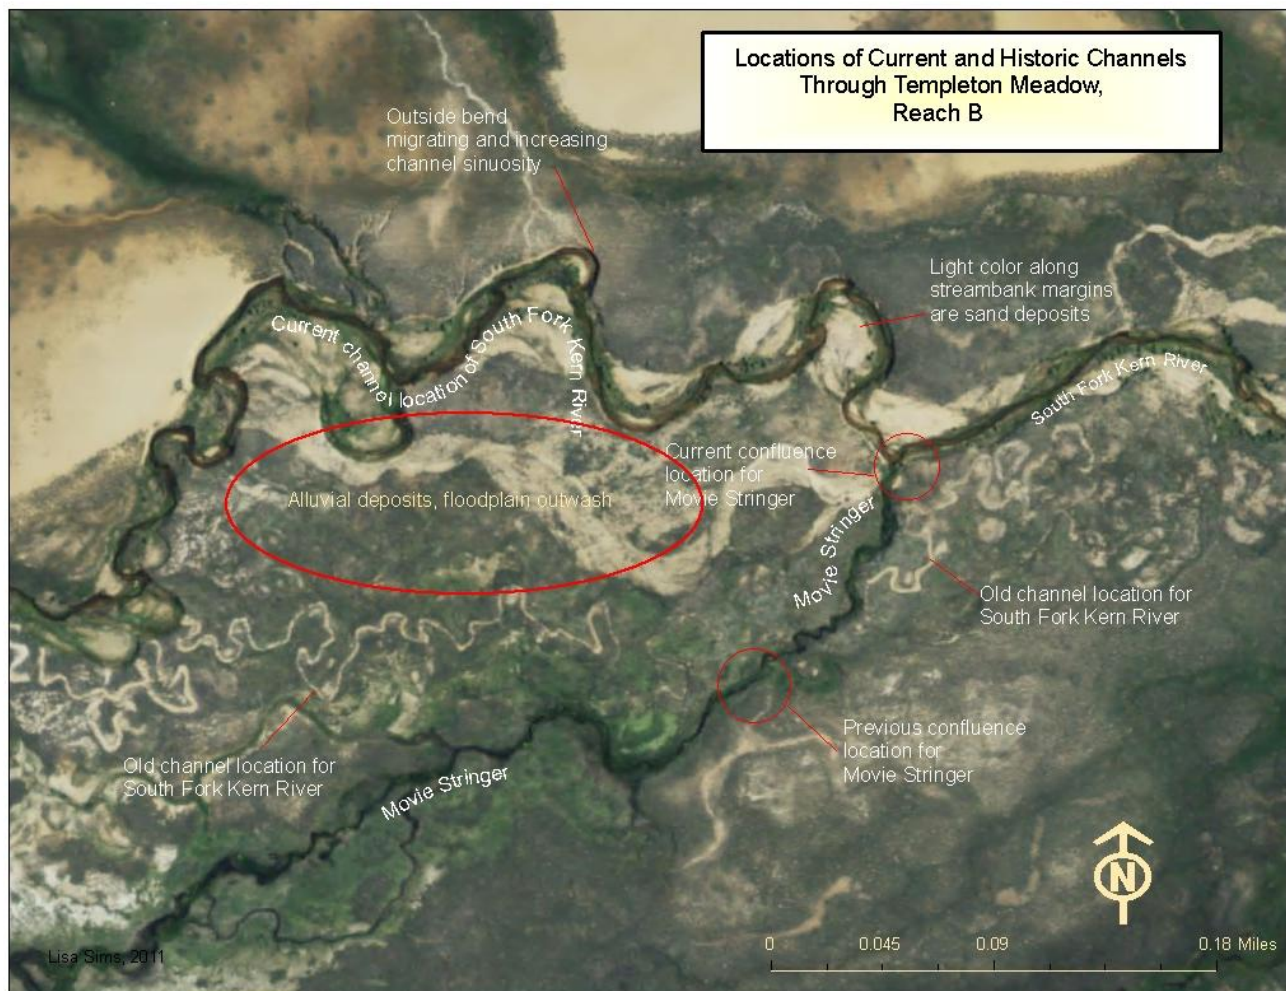 Locations of Current and Historic Channels
Through Templeton Meadow,
Reach B
Outside bend
migrating and increasing
channel sinuosity
Light color along
streambank margins
are sand deposits
Current channel location of South Fork Kern River
South Fork Kern River
Current confluence
location for
Movie Stringer
Alluvial deposits, floodplain outwash
Movie Stringer
Old channel location for
South Fork Kern River
Previous confluence
location for
Movie Stringer
Old channel location for
South Fork Kern River
Movie Stringer
N
0 0.045 0.09 0.18 Miles
Lisa Sims, 2011